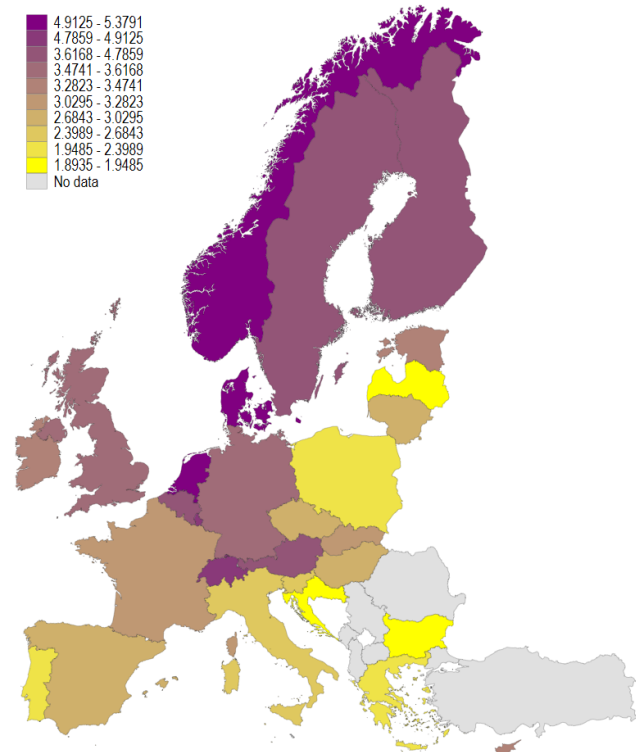 4.9125 - 5.3791
4.7859 - 4.9125
3.6168 - 4.7859
3.4741 - 3.6168
3.2823 - 3.4741
3.0295 - 3.2823
2.6843 - 3.0295
2.3989 - 2.6843
1.9485 - 2.3989
1.8935 - 1.9485
No data